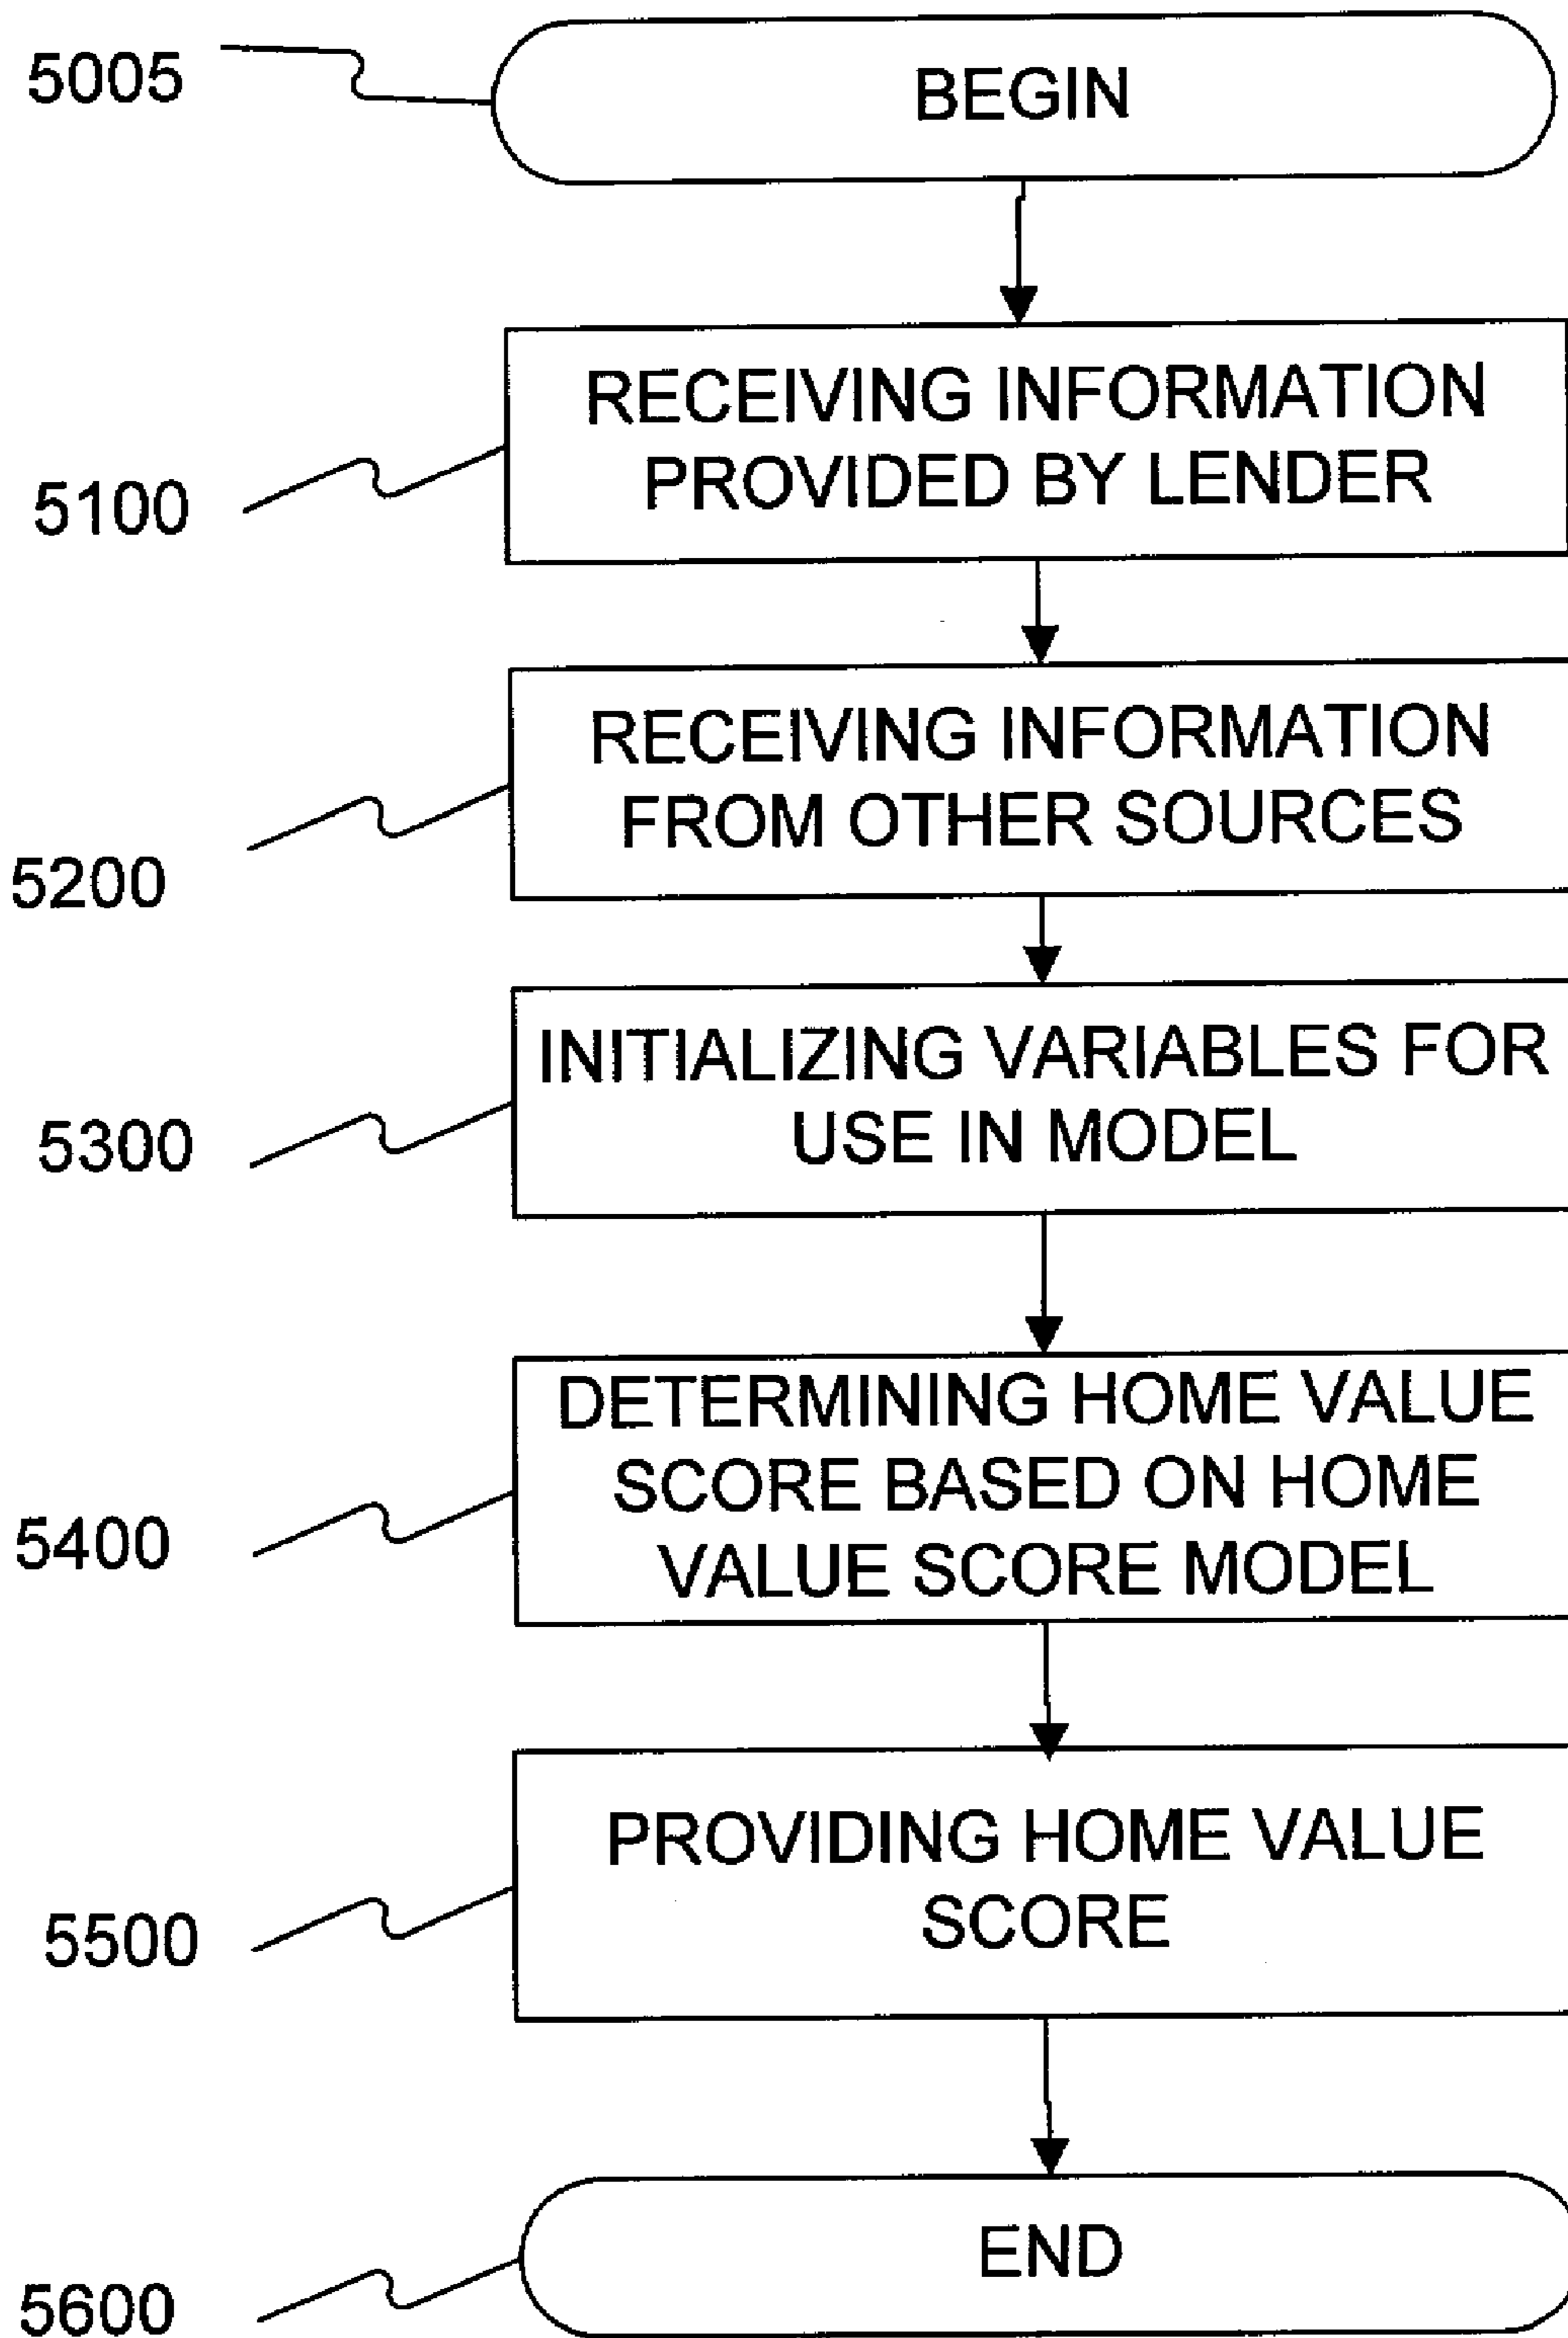 5005
BEGIN
RECEIVING INFORMATION
PROVIDED BY LENDER
5100
RECEIVING INFORMATION
FROM OTHER SOURCES
5200
INITIALIZING VARIABLES FOR
USE IN MODEL
5300
DETERMINING HOME VALUE
SCORE BASED ON HOME
VALUE SCORE MODEL
5400
PROVIDING HOME VALUE
SCORE
5500
END
5600